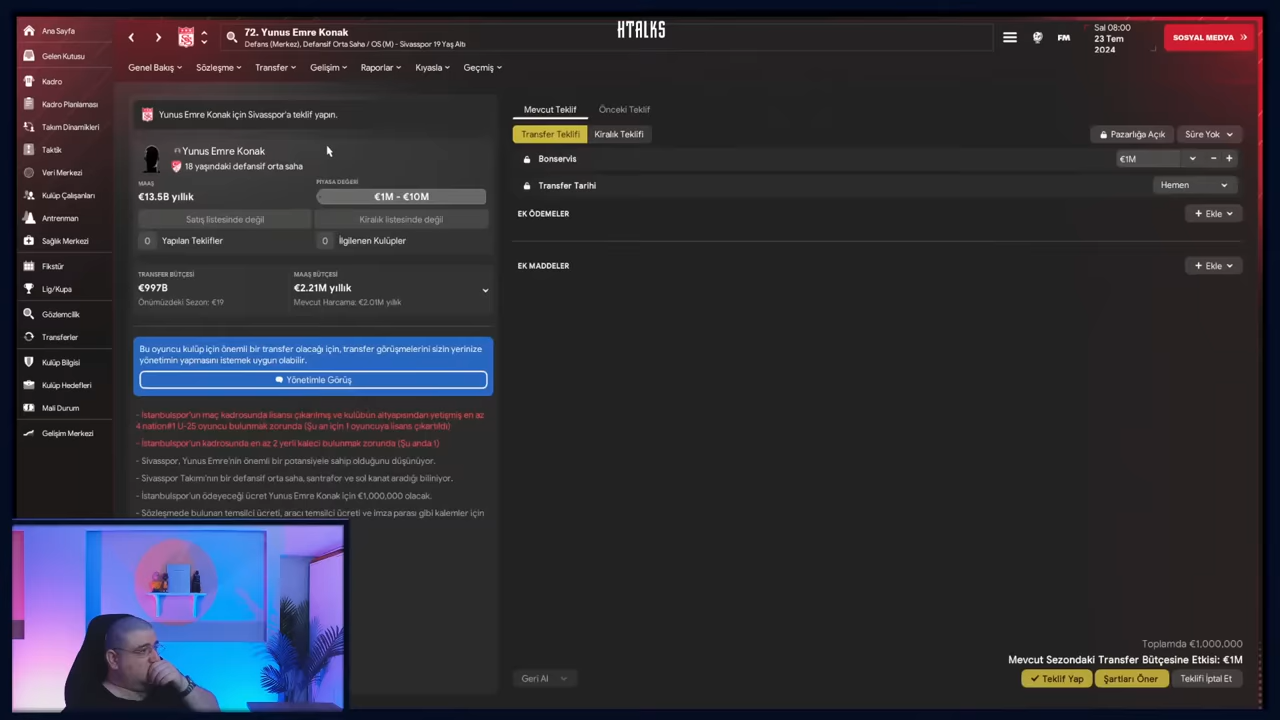 HTALKS
72. Yunus Emre Konak
Defans (Merkez), Defansif Orta Saha / OS (M) - Sivasspor 19 Yaş Altı
FM
Sal 08:00
23 Tem
2024
SOSYAL MEDYA
Genel Bakış
Sözleşme
Transfer
Gelişim
Raporlar
Kıyasla
Geçmiş
Ana Sayfa
Gelen Kutusu
Kadro
Kadro Planlaması
Takım Dinamikleri
Taktik
Veri Merkezi
Kulüp Çalışanları
Antrenman
Sağlık Merkezi
Fikstür
Lig/Kupa
Gözlemcilik
Transferler
Kulüp Bilgisi
Kulüp Hedefleri
Mali Durum
Gelişim Merkezi
Yunus Emre Konak için Sivasspor'a teklif yapın.
Yunus Emre Konak
18 yaşındaki defansif orta saha
MAAŞ
€13.5B yıllık
PİYASA DEĞERİ
€1M - €10M
Satış listesinde değil
Kiralık listesinde değil
0 Yapılan Teklifler
0 İlgilenen Kulüpler
TRANSFER BÜTÇESİ
€997B
Önümüzdeki Sezon: €19
MAAŞ BÜTÇESİ
€2.21M yıllık
Mevcut Harcama: €2.01M yıllık
Bu oyuncu kulüp için önemli bir transfer olacağı için, transfer görüşmelerini sizin yerinize
yönetimin yapmasını istemek uygun olabilir.
Yönetimle Görüş
- İstanbulspor'un maç kadrosunda lisansı çıkarılmış ve kulübün altyapısından yetişmiş en az
4 nation#1 U-25 oyuncu bulunmak zorunda (Şu an için 1 oyuncuya lisans çıkartıldı)
- İstanbulspor'un kadrosunda en az 2 yerli kaleci bulunmak zorunda (Şu anda 1)
- Sivasspor, Yunus Emre'nin önemli bir potansiyele sahip olduğunu düşünüyor.
- Sivasspor Takımı'nın bir defansif orta saha, santrafor ve sol kanat aradığı biliniyor.
- İstanbulspor'un ödeyeceği ücret Yunus Emre Konak için €1,000,000 olacak.
- Sözleşmede bulunan temsilci ücreti, aracı temsilci ve imza parası gibi kalemler için
Mevcut Teklif
Önceki Teklif
Transfer Teklifi
Kiralık Teklifi
Pazarlığa Açık
Süre Yok
Bonservis
€1M
Transfer Tarihi
Hemen
EK ÖDEMELER
+ Ekle
EK MADDELER
+ Ekle
Toplamda €1,000,000
Mevcut Sezondaki Transfer Bütçesine Etkisi: €1M
Geri Al
Teklif Yap
Şartları Öner
Teklifi İptal Et